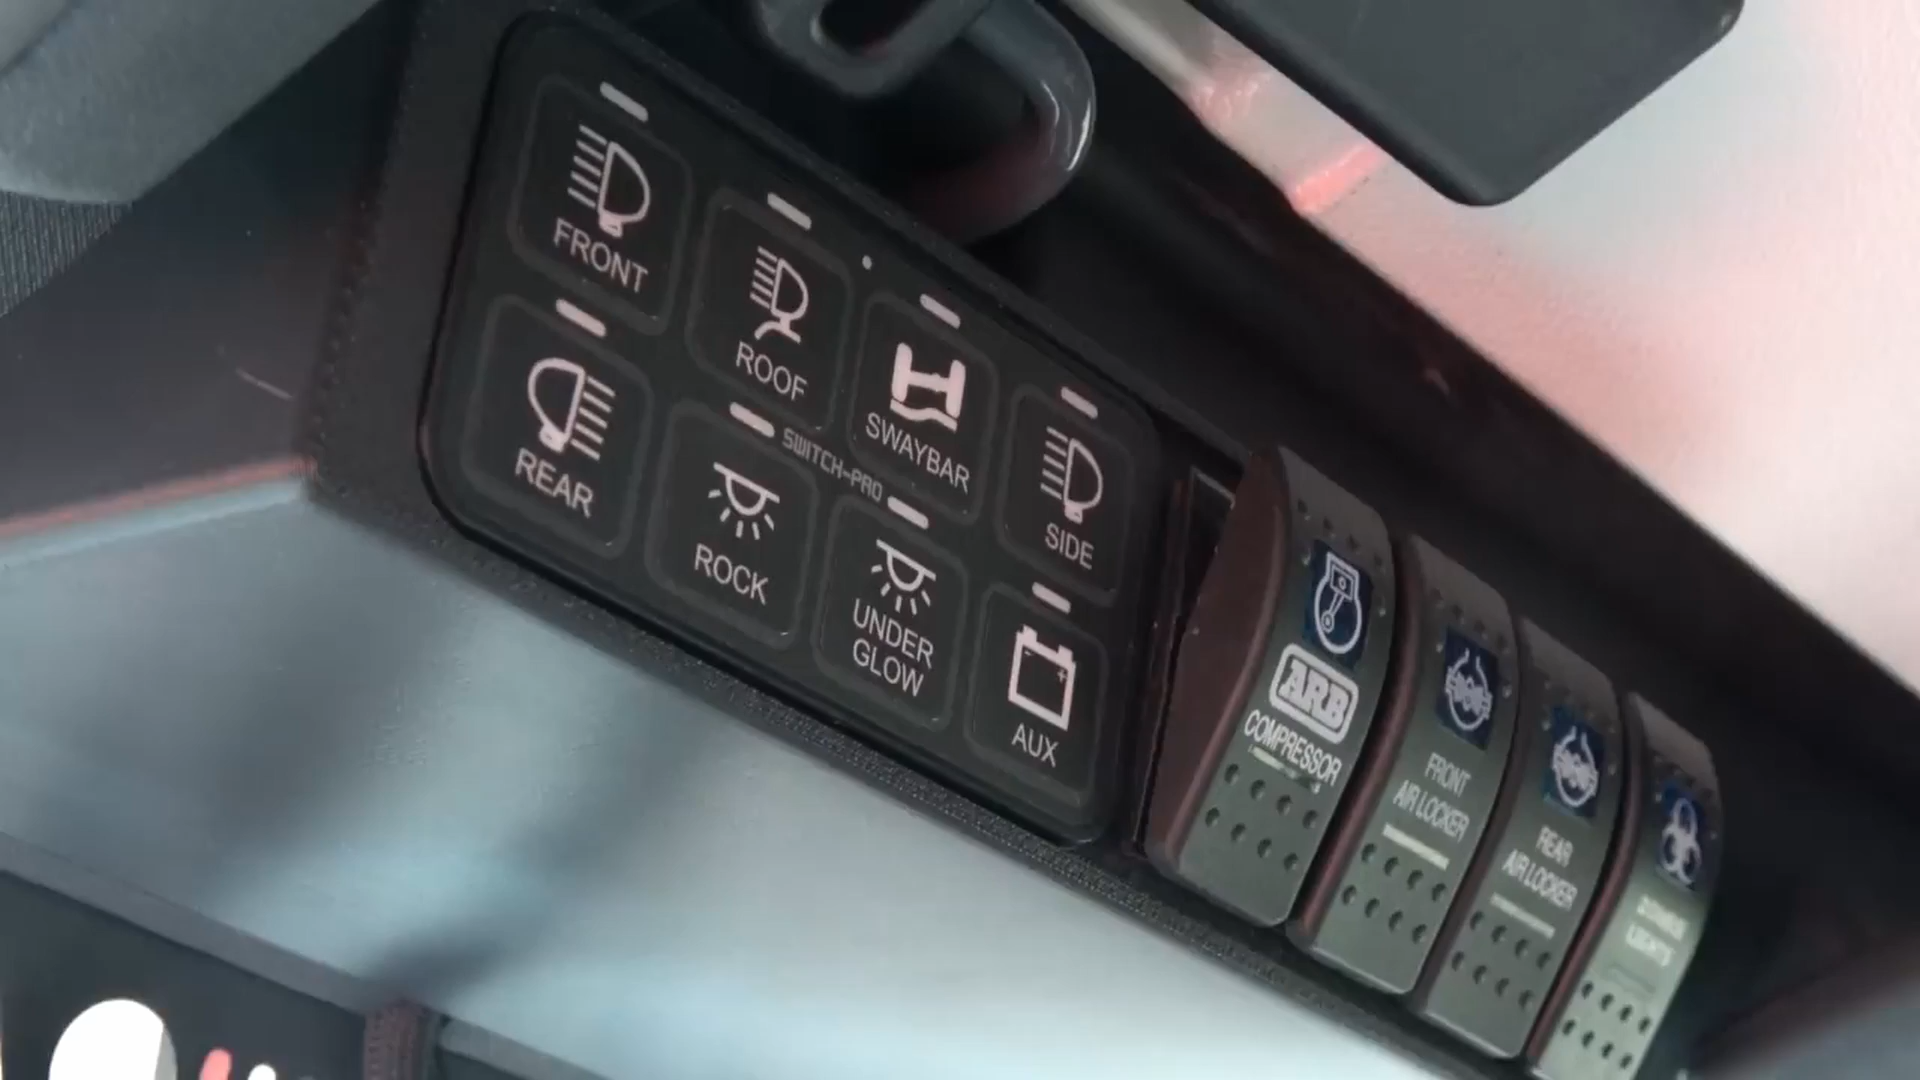 FRONT
ROOF
SWAYBAR
SIDE
SWITCH-PRO
REAR
ROCK
UNDER
GLOW
AUX
ARB
COMPRESSOR
FRONT
AIR LOCKER
REAR
AIR LOCKER
LIGHTS